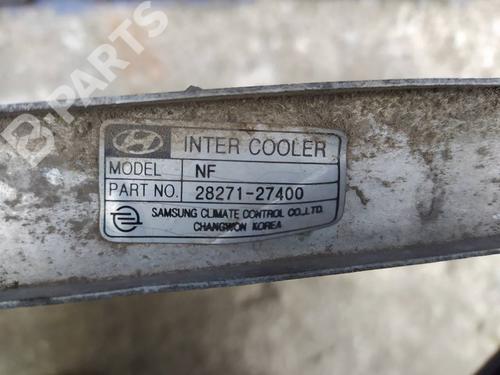 B-PARTS
INTER COOLER
MODEL NF
PART NO. 28271-27400
SAMSUNG CLIMATE CONTROL CO.,LTD.
CHANGWON KOREA